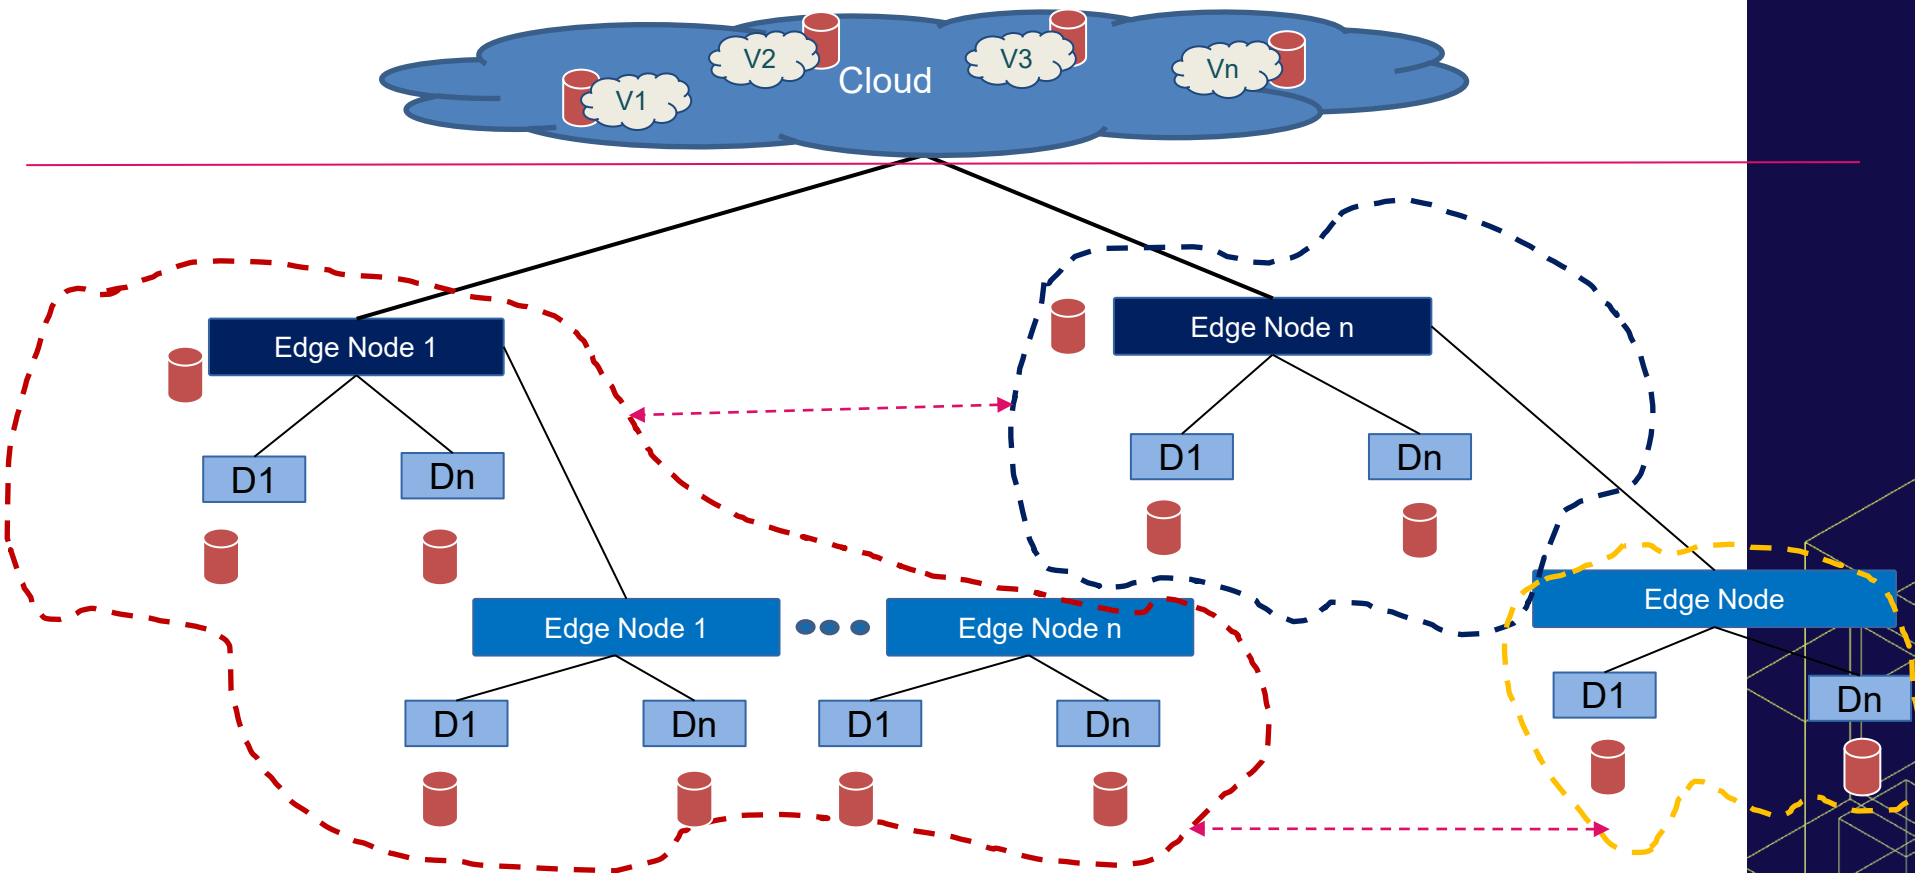 V2
V3
Vn
Cloud
V1
Edge Node n
Edge Node 1
D1
Dn
D1
Dn
Edge Node
Edge Node 1
Edge Node n
D1
Dn
D1
Dn
D1
Dn